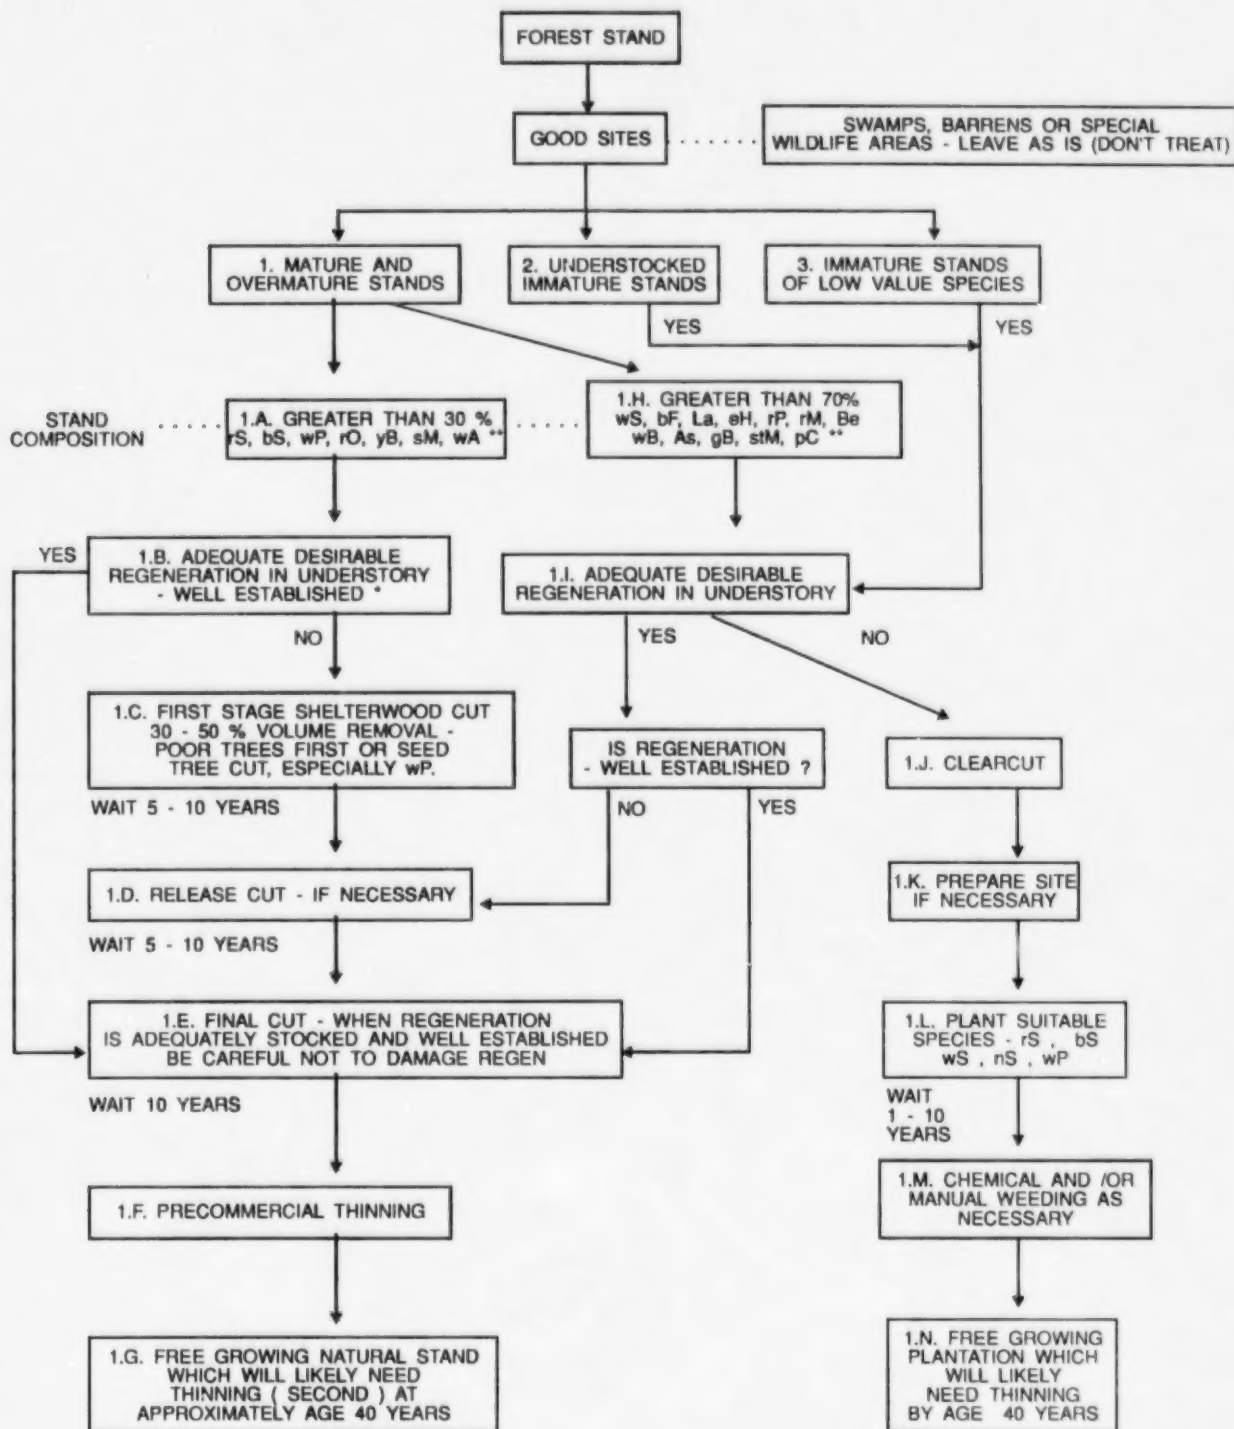 FOREST STAND
GOOD SITES
SWAMPS, BARRENS OR SPECIAL
WILDLIFE AREAS - LEAVE AS IS (DON'T TREAT)
1. MATURE AND
OVERMATURE STANDS
2. UNDERSTOCKED
IMMATURE STANDS
3. IMMATURE STANDS
OF LOW VALUE SPECIES
YES
YES
STAND
COMPOSITION
1.A. GREATER THAN 30 %
rS, bS, wP, rO, yB, sM, wA **
1.H. GREATER THAN 70%
wS, bF, La, eH, rP, rM, Be
wB, As, gB, stM, pC **
YES
1.B. ADEQUATE DESIRABLE
REGENERATION IN UNDERSTORY
- WELL ESTABLISHED *
1.I. ADEQUATE DESIRABLE
REGENERATION IN UNDERSTORY
NO
YES
NO
1.C. FIRST STAGE SHELTERWOOD CUT
30 - 50 % VOLUME REMOVAL -
POOR TREES FIRST OR SEED
TREE CUT, ESPECIALLY wP.
IS REGENERATION
- WELL ESTABLISHED ?
1.J. CLEARCUT
WAIT 5 - 10 YEARS
NO
YES
1.D. RELEASE CUT - IF NECESSARY
1.K. PREPARE SITE
IF NECESSARY
WAIT 5 - 10 YEARS
1.E. FINAL CUT - WHEN REGENERATION
IS ADEQUATELY STOCKED AND WELL ESTABLISHED
BE CAREFUL NOT TO DAMAGE REGEN
1.L. PLANT SUITABLE
SPECIES - rS , bS
wS , nS , wP
WAIT 10 YEARS
WAIT
1 - 10
YEARS
1.F. PRECOMMERCIAL THINNING
1.M. CHEMICAL AND /OR
MANUAL WEEDING AS
NECESSARY
1.G. FREE GROWING NATURAL STAND
WHICH WILL LIKELY NEED
THINNING ( SECOND ) AT
APPROXIMATELY AGE 40 YEARS
1.N. FREE GROWING
PLANTATION WHICH
WILL LIKELY
NEED THINNING
BY AGE 40 YEARS